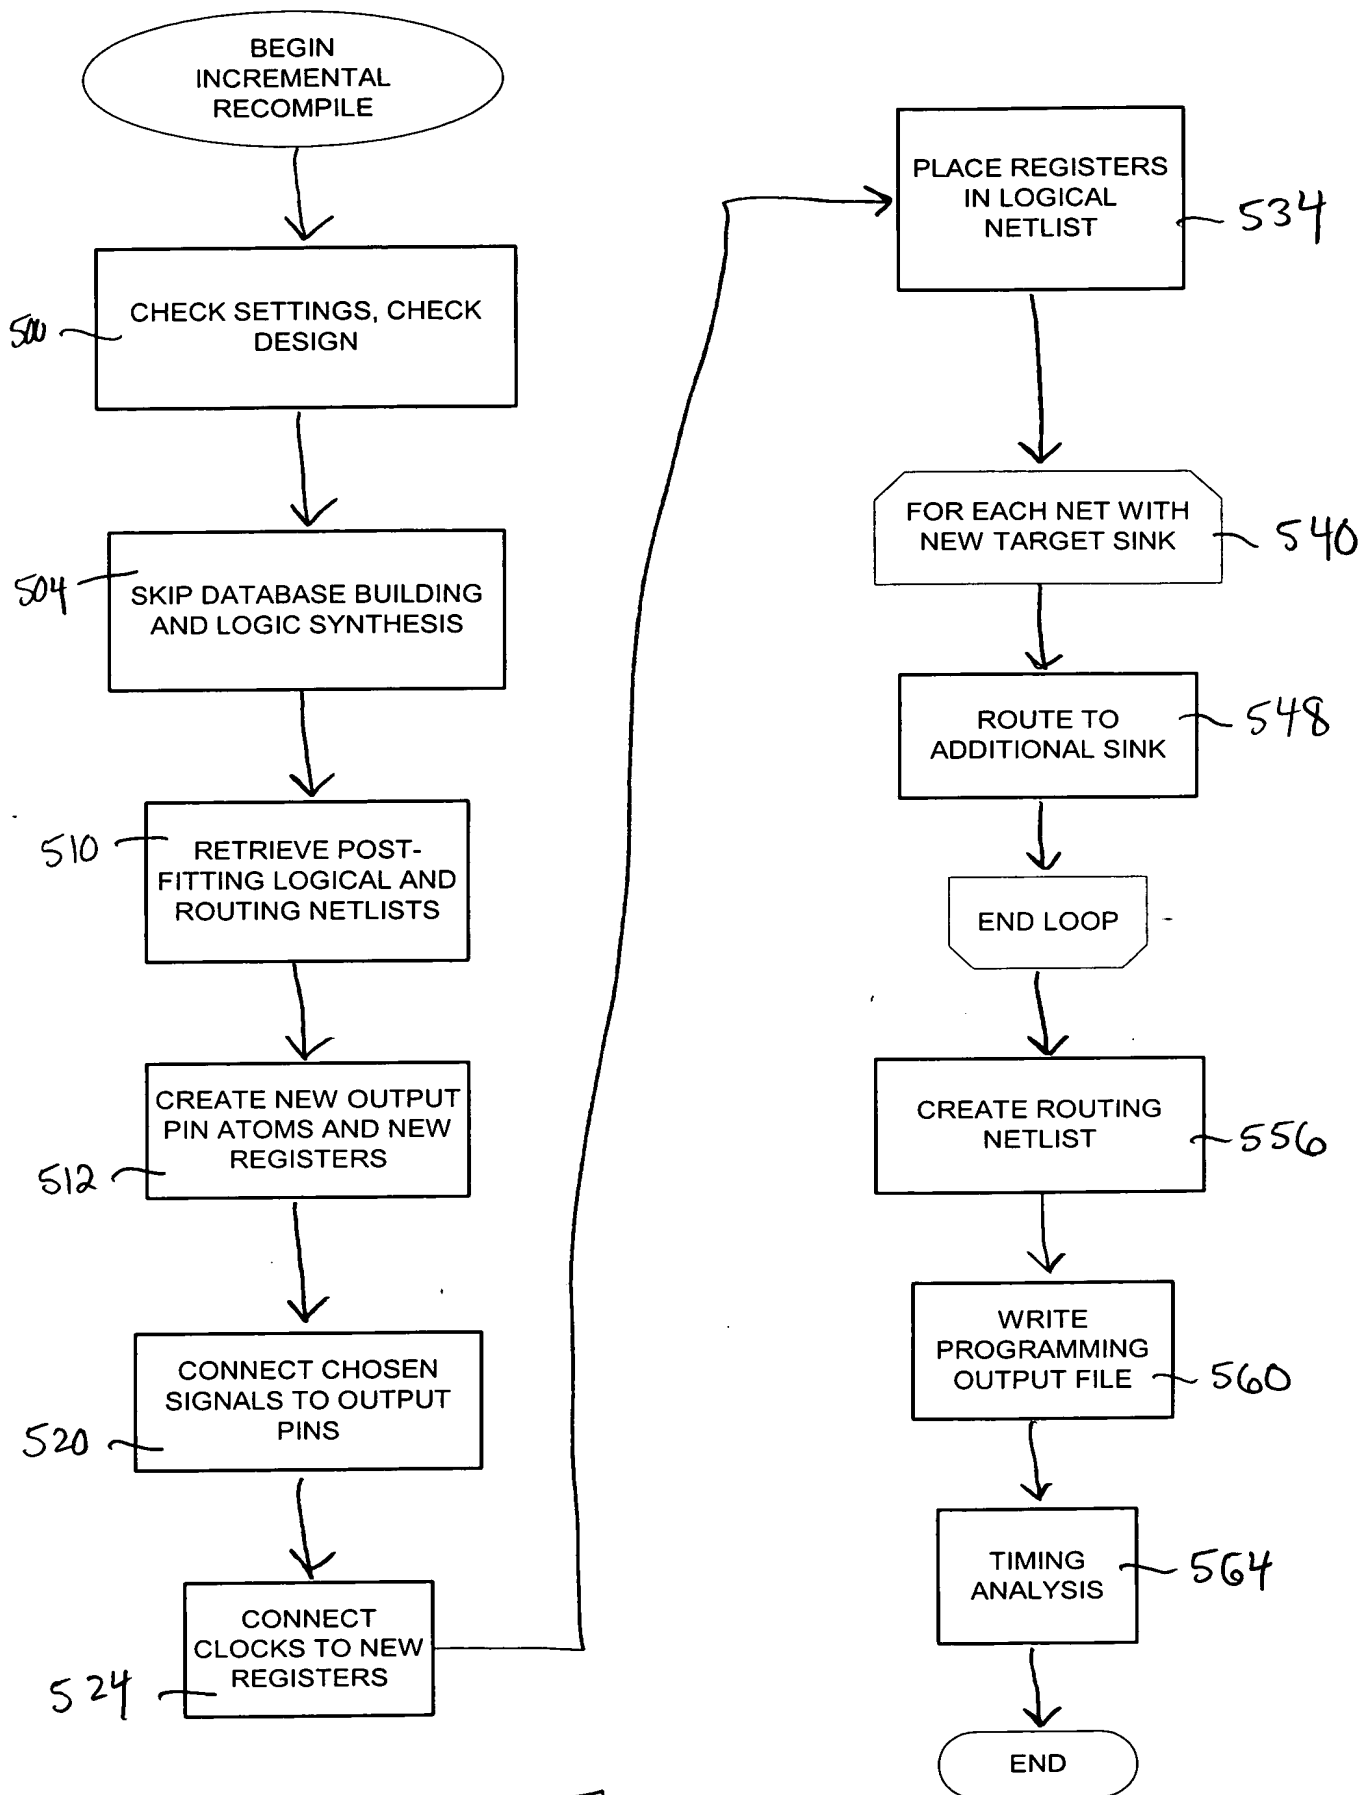 BEGIN
INCREMENTAL
RECOMPILE
500
CHECK SETTINGS, CHECK
DESIGN
504
SKIP DATABASE BUILDING
AND LOGIC SYNTHESIS
510
RETRIEVE POST-
FITTING LOGICAL AND
ROUTING NETLISTS
CREATE NEW OUTPUT
PIN ATOMS AND NEW
REGISTERS
512
CONNECT CHOSEN
SIGNALS TO OUTPUT
PINS
520
CONNECT
CLOCKS TO NEW
REGISTERS
524
PLACE REGISTERS
IN LOGICAL
NETLIST
534
FOR EACH NET WITH
NEW TARGET SINK
540
ROUTE TO
ADDITIONAL SINK
548
END LOOP
CREATE ROUTING
NETLIST
556
WRITE
PROGRAMMING
OUTPUT FILE
560
TIMING
ANALYSIS
564
END